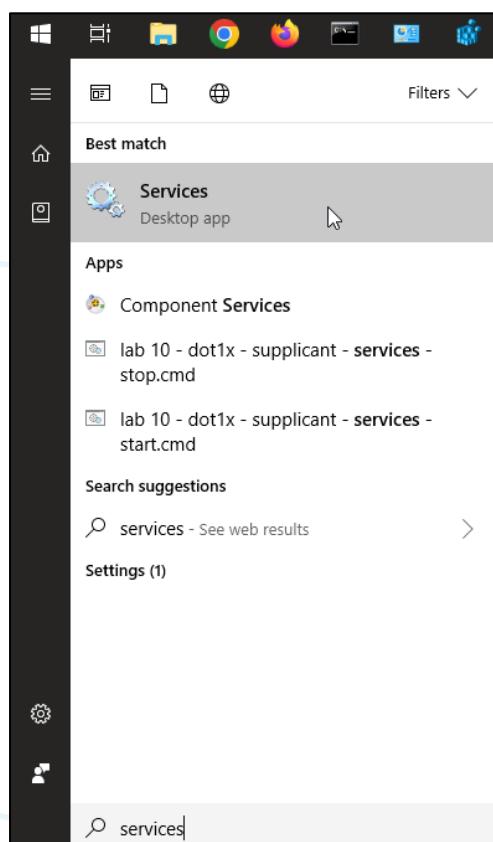 Filters
Best match
Services
Desktop app
Apps
Component Services
lab 10 - dot1x - supplicant - services -
stop.cmd
lab 10 - dot1x - supplicant - services -
start.cmd
Search suggestions
services - See web results
Settings (1)
services